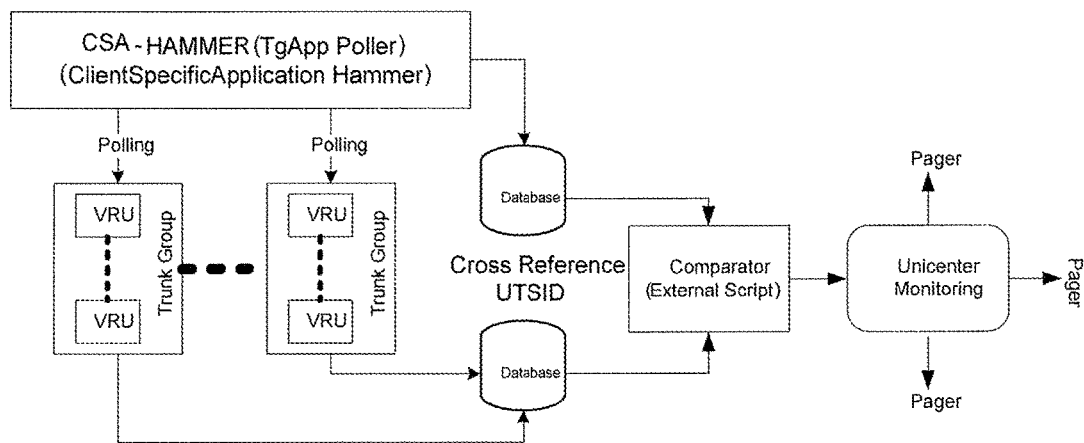 CSA - HAMMER (TgApp Poller)
(ClientSpecificApplication Hammer)
Polling
Polling
VRU
VRU
Trunk Group
VRU
VRU
Trunk Group
Database
Cross Reference
UTSID
Database
Comparator
(External Script)
Unicenter
Monitoring
Pager
Pager
Pager